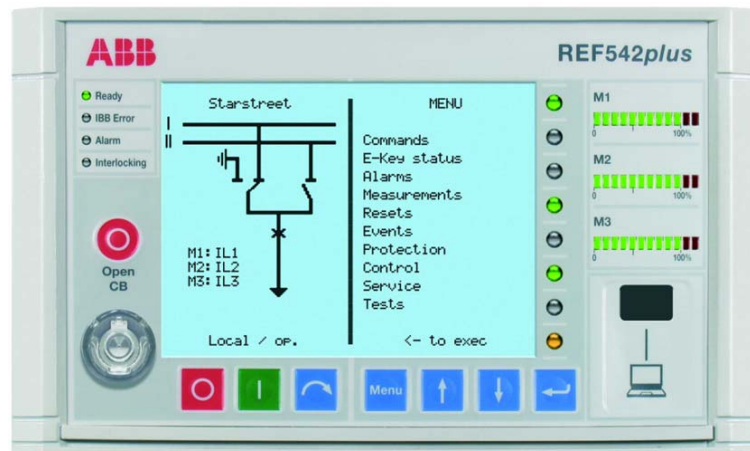 ABB
REF542plus
Ready
IBB Error
Alarm
Interlocking
Open
CB
Starstreet
I
II
M1: IL1
M2: IL2
M3: IL3
Local / op.
MENU
Commands
E-Key status
Alarms
Measurements
Resets
Events
Protection
Control
Service
Tests
<- to exec
M1
0 100%
M2
0 100%
M3
0 100%
Menu